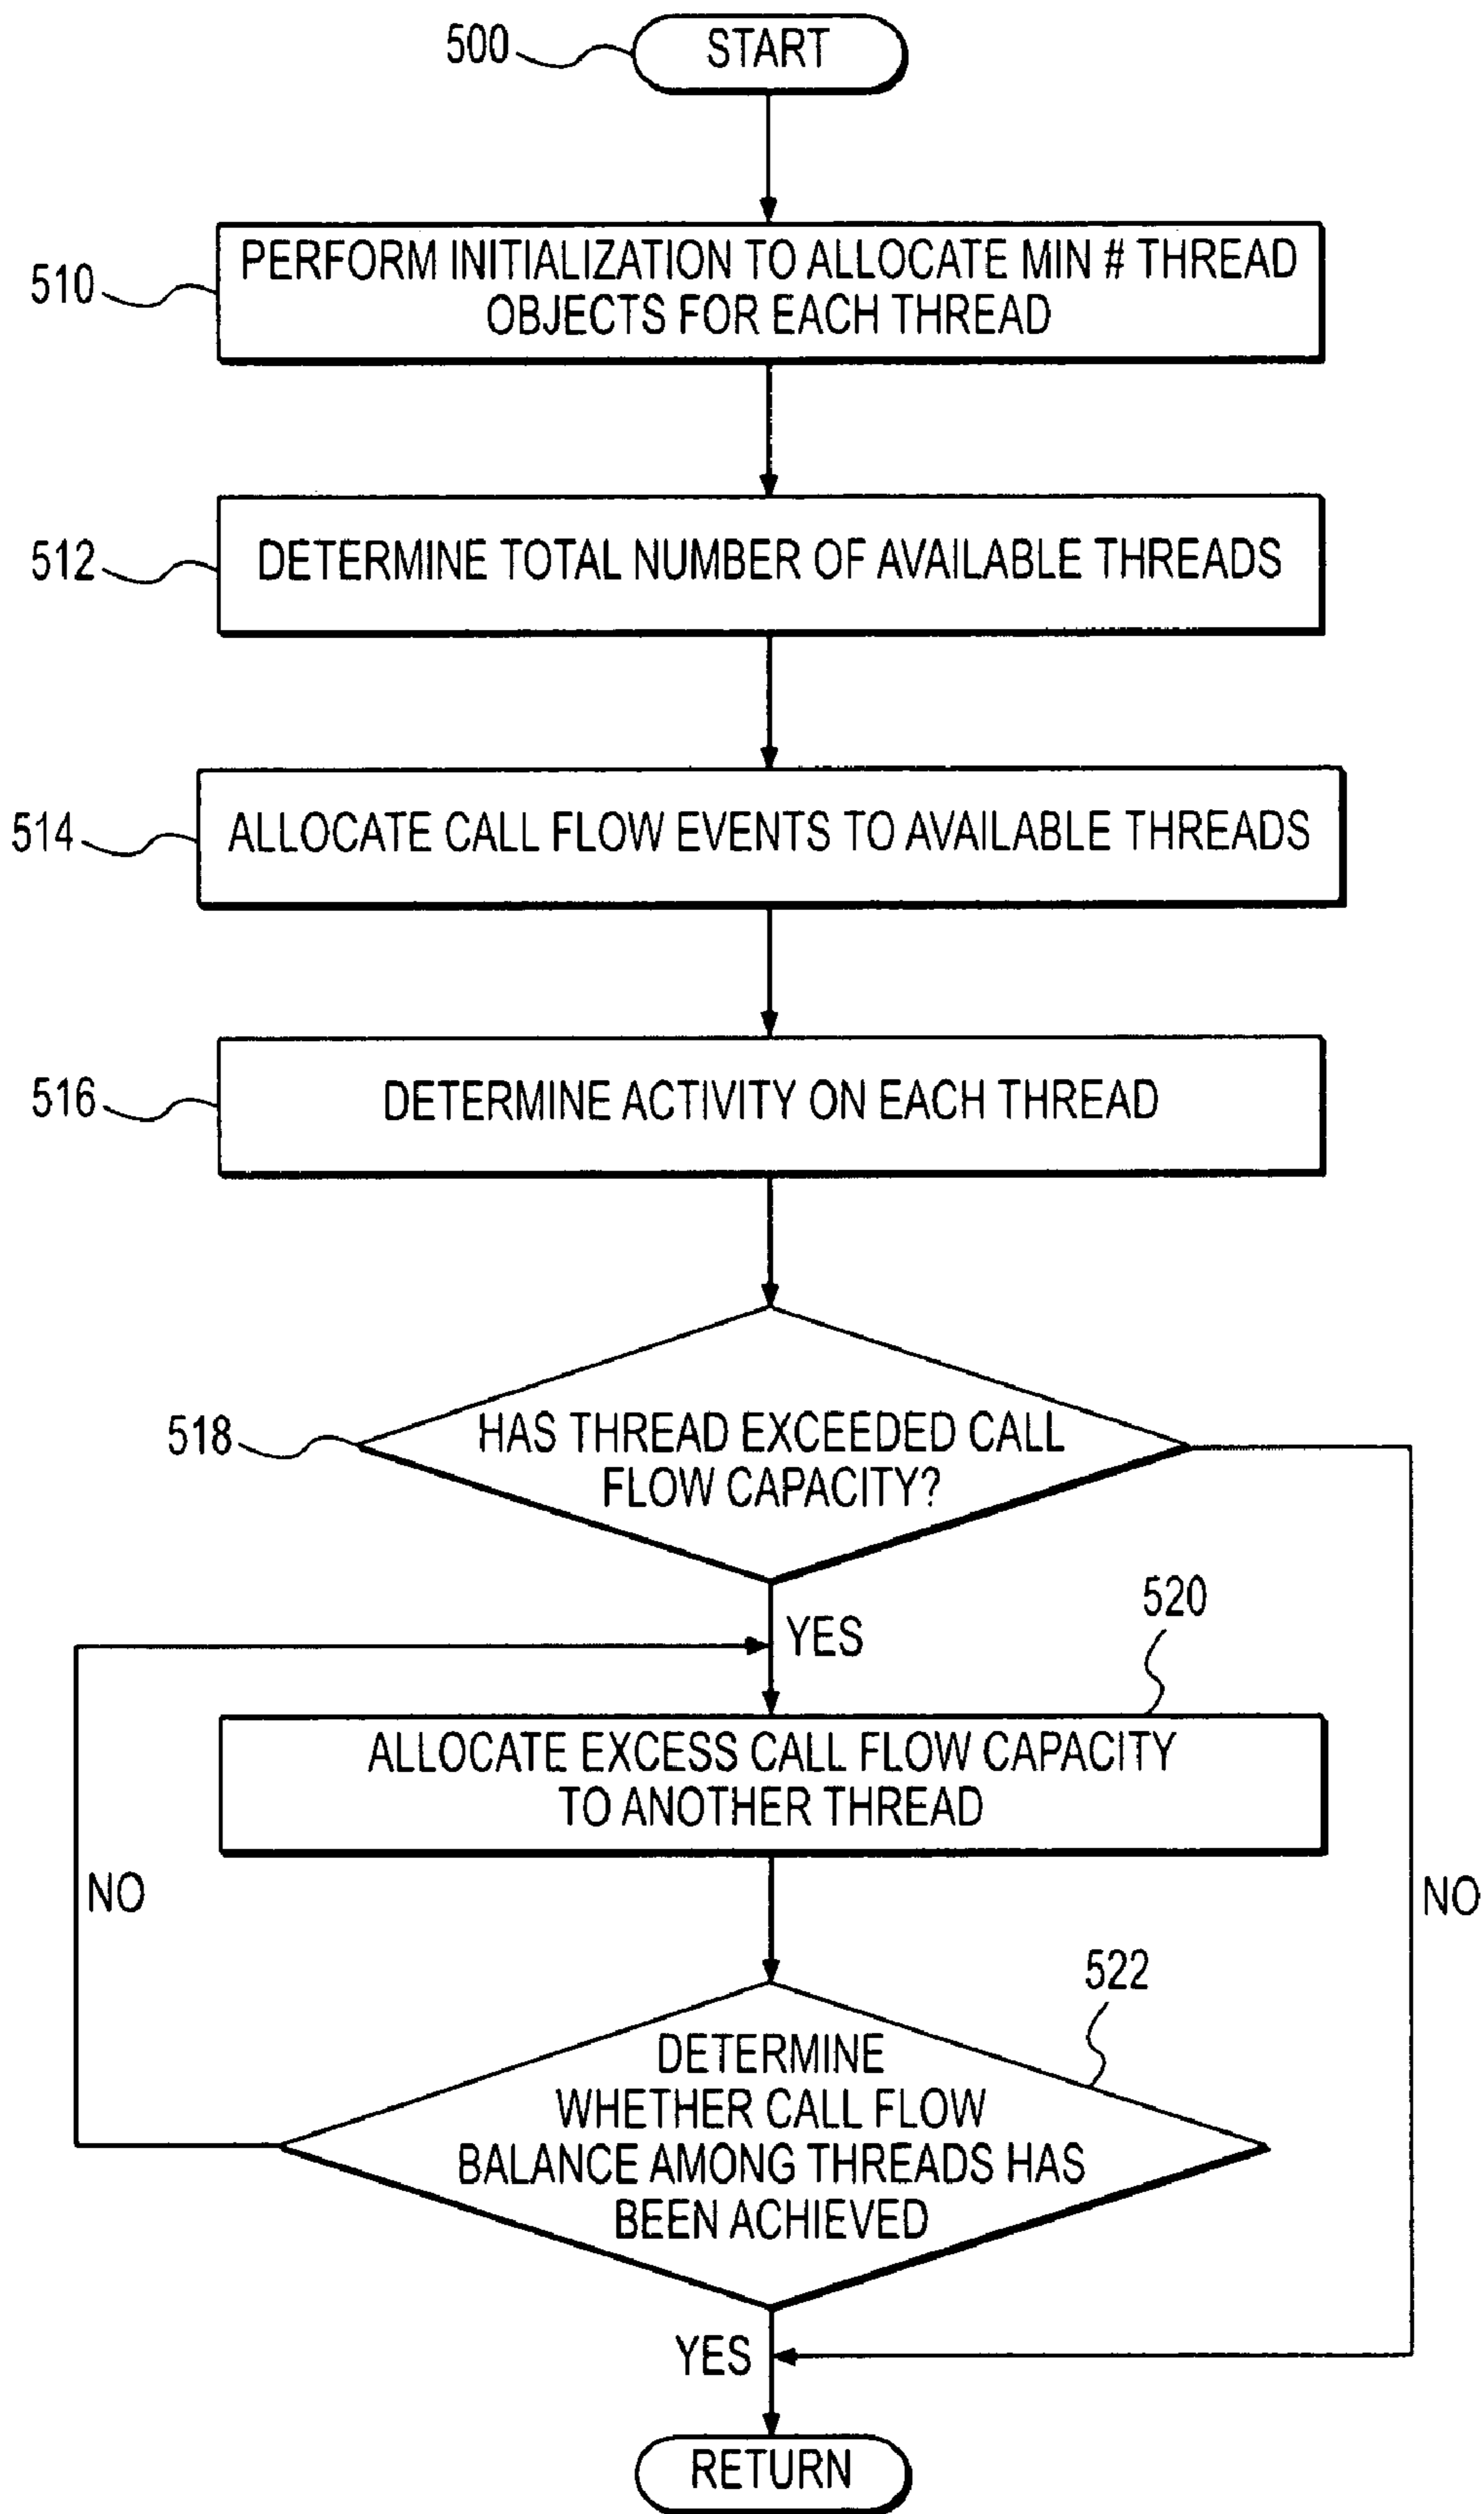 500
START
510
PERFORM INITIALIZATION TO ALLOCATE MIN # THREAD
OBJECTS FOR EACH THREAD
512
DETERMINE TOTAL NUMBER OF AVAILABLE THREADS
514
ALLOCATE CALL FLOW EVENTS TO AVAILABLE THREADS
516
DETERMINE ACTIVITY ON EACH THREAD
518
HAS THREAD EXCEEDED CALL
FLOW CAPACITY?
520
YES
ALLOCATE EXCESS CALL FLOW CAPACITY
TO ANOTHER THREAD
NO
NO
522
DETERMINE
WHETHER CALL FLOW
BALANCE AMONG THREADS HAS
BEEN ACHIEVED
YES
RETURN